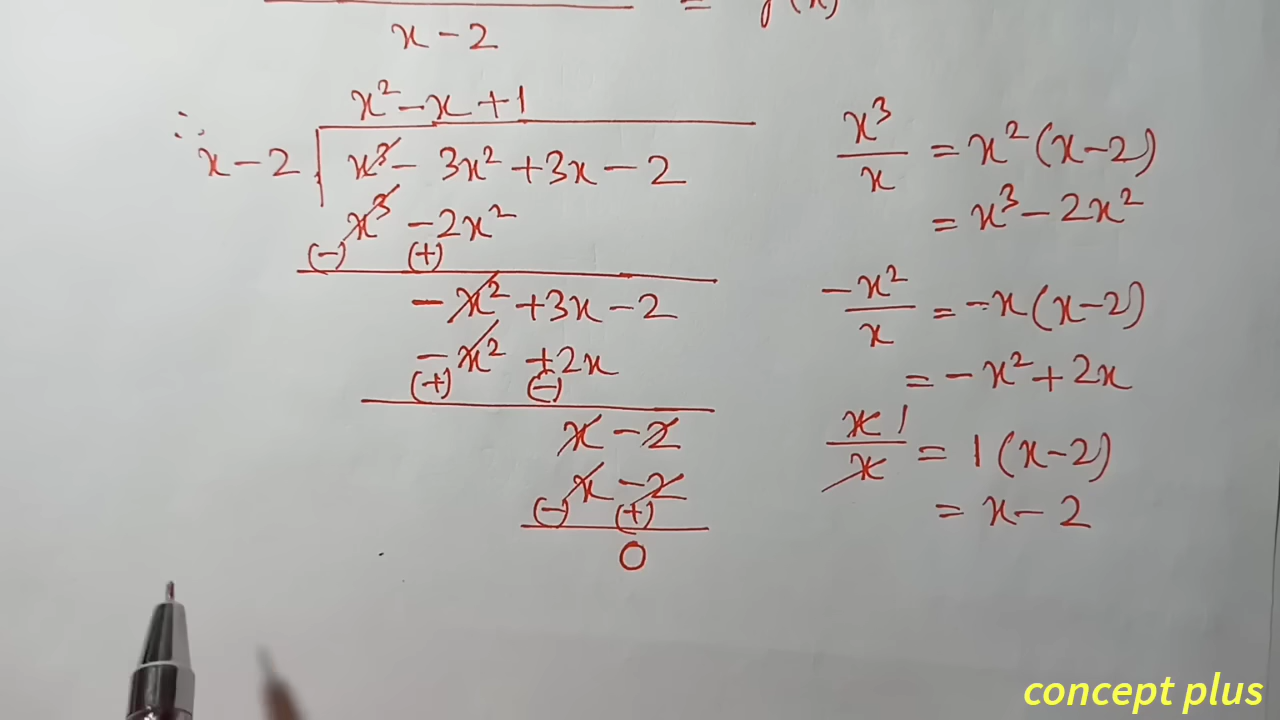 = g(x)
x - 2
x² - x + 1
∴ x - 2 x³ - 3x² + 3x - 2
x³ - 2x²
(-) (+)
- x² + 3x - 2
- x² + 2x
(+) (-)
x - 2
x - 2
(-) (+)
0
x³/x = x²(x-2)
= x³ - 2x²
-x²/x = -x(x-2)
= - x² + 2x
x 1/x = 1(x-2)
= x - 2
concept plus